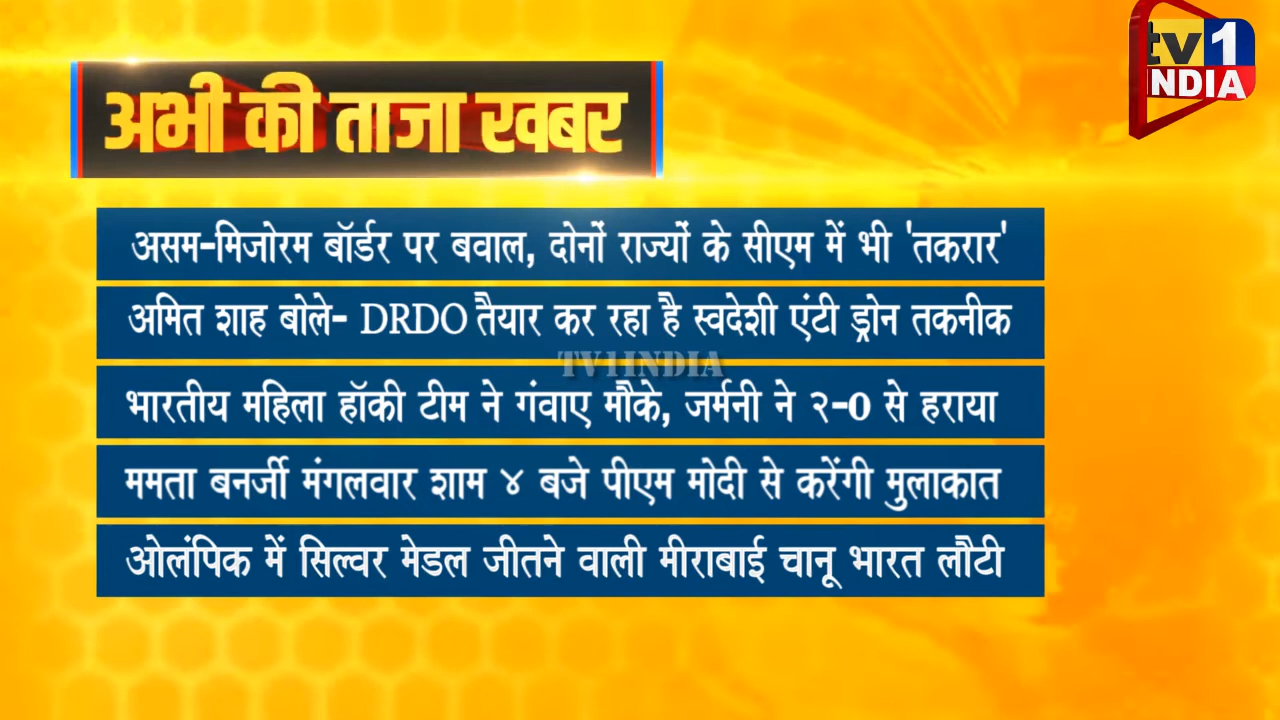 tv1
INDIA
अभी की ताजा खबर
असम-मिजोरम बॉर्डर पर बवाल, दोनों राज्यों के सीएम में भी 'तकरार'
अमित शाह बोले- DRDO तैयार कर रहा है स्वदेशी एंटी ड्रोन तकनीक
TV1INDIA
भारतीय महिला हॉकी टीम ने गंवाए मौके, जर्मनी ने २-0 से हराया
ममता बनर्जी मंगलवार शाम ४ बजे पीएम मोदी से करेंगी मुलाकात
ओलंपिक में सिल्वर मेडल जीतने वाली मीराबाई चानू भारत लौटी